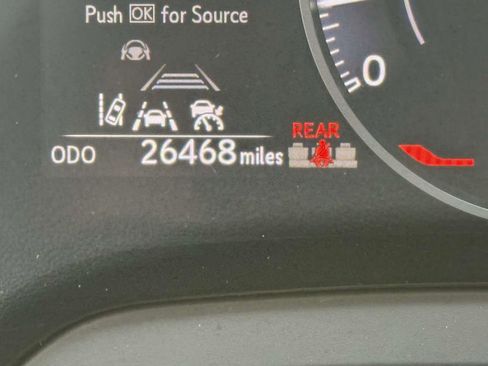 Push OK for Source
0
REAR
ODO 26468 miles